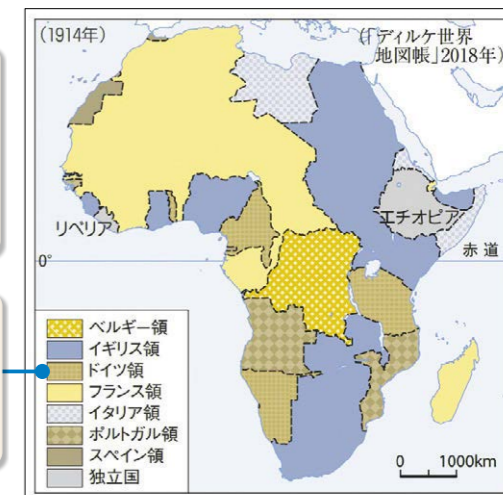 (1914年)
(「ディルケ世界
地図帳」2018年)
リベリア
エチオピア
赤道
0°
ベルギー領
イギリス領
ドイツ領
フランス領
イタリア領
ポルトガル領
スペイン領
独立国
0 1000km